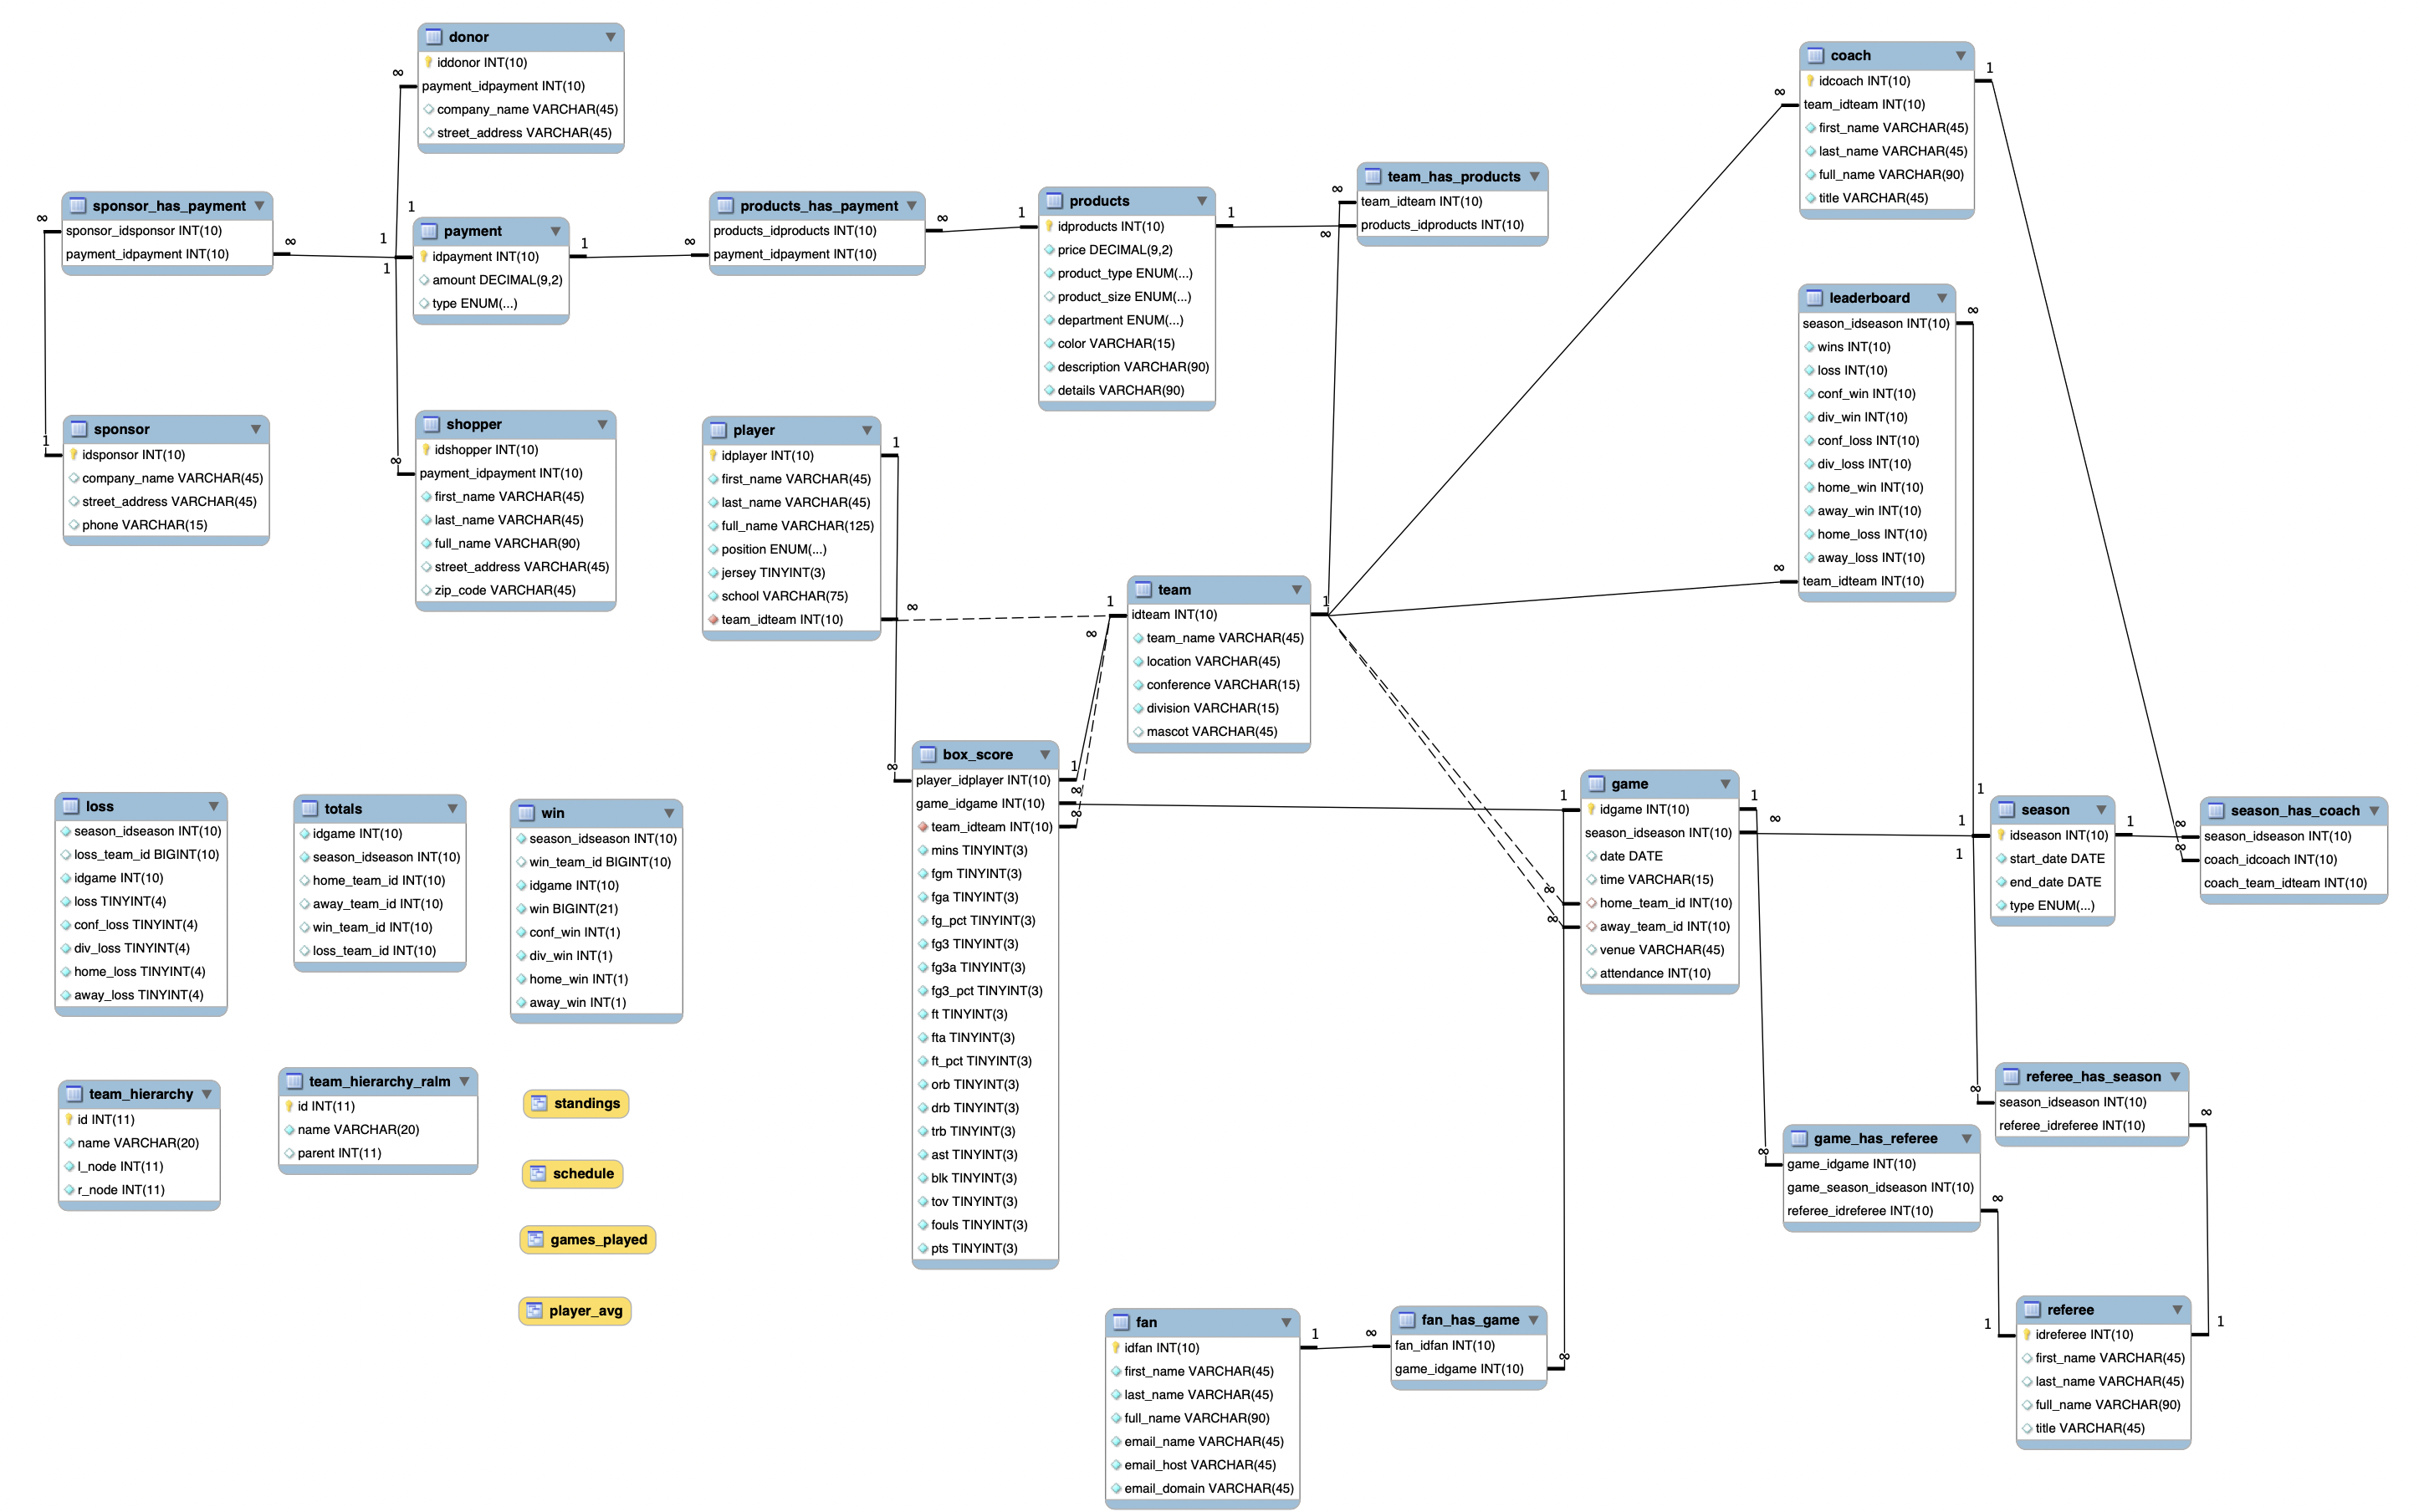 donor
iddonor INT(10)
payment_idpayment INT(10)
company_name VARCHAR(45)
street_address VARCHAR(45)
∞
sponsor_has_payment
sponsor_idsponsor INT(10)
payment_idpayment INT(10)
∞
∞
1
1
1
payment
idpayment INT(10)
amount DECIMAL(9,2)
type ENUM(...)
1
∞
products_has_payment
products_idproducts INT(10)
payment_idpayment INT(10)
∞
1
products
idproducts INT(10)
price DECIMAL(9,2)
product_type ENUM(...)
product_size ENUM(...)
department ENUM(...)
color VARCHAR(15)
description VARCHAR(90)
details VARCHAR(90)
1
∞
∞
team_has_products
team_idteam INT(10)
products_idproducts INT(10)
∞
coach
idcoach INT(10)
team_idteam INT(10)
first_name VARCHAR(45)
last_name VARCHAR(45)
full_name VARCHAR(90)
title VARCHAR(45)
1
leaderboard
season_idseason INT(10)
wins INT(10)
loss INT(10)
conf_win INT(10)
div_win INT(10)
conf_loss INT(10)
div_loss INT(10)
home_win INT(10)
away_win INT(10)
home_loss INT(10)
away_loss INT(10)
team_idteam INT(10)
∞
∞
1
sponsor
idsponsor INT(10)
company_name VARCHAR(45)
street_address VARCHAR(45)
phone VARCHAR(15)
∞
shopper
idshopper INT(10)
payment_idpayment INT(10)
first_name VARCHAR(45)
last_name VARCHAR(45)
full_name VARCHAR(90)
street_address VARCHAR(45)
zip_code VARCHAR(45)
player
idplayer INT(10)
first_name VARCHAR(45)
last_name VARCHAR(45)
full_name VARCHAR(125)
position ENUM(...)
jersey TINYINT(3)
school VARCHAR(75)
team_idteam INT(10)
1
∞
1
∞
team
idteam INT(10)
team_name VARCHAR(45)
location VARCHAR(45)
conference VARCHAR(15)
division VARCHAR(15)
mascot VARCHAR(45)
1
loss
season_idseason INT(10)
loss_team_id BIGINT(10)
idgame INT(10)
loss TINYINT(4)
conf_loss TINYINT(4)
div_loss TINYINT(4)
home_loss TINYINT(4)
away_loss TINYINT(4)
totals
idgame INT(10)
season_idseason INT(10)
home_team_id INT(10)
away_team_id INT(10)
win_team_id INT(10)
loss_team_id INT(10)
win
season_idseason INT(10)
win_team_id BIGINT(10)
idgame INT(10)
win BIGINT(21)
conf_win INT(1)
div_win INT(1)
home_win INT(1)
away_win INT(1)
∞
box_score
player_idplayer INT(10)
game_idgame INT(10)
team_idteam INT(10)
mins TINYINT(3)
fgm TINYINT(3)
fga TINYINT(3)
fg_pct TINYINT(3)
fg3 TINYINT(3)
fg3a TINYINT(3)
fg3_pct TINYINT(3)
ft TINYINT(3)
fta TINYINT(3)
ft_pct TINYINT(3)
orb TINYINT(3)
drb TINYINT(3)
trb TINYINT(3)
ast TINYINT(3)
blk TINYINT(3)
tov TINYINT(3)
fouls TINYINT(3)
pts TINYINT(3)
1
∞
∞
1
∞
∞
game
idgame INT(10)
season_idseason INT(10)
date DATE
time VARCHAR(15)
home_team_id INT(10)
away_team_id INT(10)
venue VARCHAR(45)
attendance INT(10)
1
∞
1
1
1
season
idseason INT(10)
start_date DATE
end_date DATE
type ENUM(...)
1
∞
∞
season_has_coach
season_idseason INT(10)
coach_idcoach INT(10)
coach_team_idteam INT(10)
team_hierarchy
id INT(11)
name VARCHAR(20)
l_node INT(11)
r_node INT(11)
team_hierarchy_ralm
id INT(11)
name VARCHAR(20)
parent INT(11)
standings
schedule
games_played
player_avg
∞
referee_has_season
season_idseason INT(10)
referee_idreferee INT(10)
∞
∞
game_has_referee
game_idgame INT(10)
game_season_idseason INT(10)
referee_idreferee INT(10)
∞
fan
idfan INT(10)
first_name VARCHAR(45)
last_name VARCHAR(45)
full_name VARCHAR(90)
email_name VARCHAR(45)
email_host VARCHAR(45)
email_domain VARCHAR(45)
1
∞
fan_has_game
fan_idfan INT(10)
game_idgame INT(10)
∞
1
referee
idreferee INT(10)
first_name VARCHAR(45)
last_name VARCHAR(45)
full_name VARCHAR(90)
title VARCHAR(45)
1